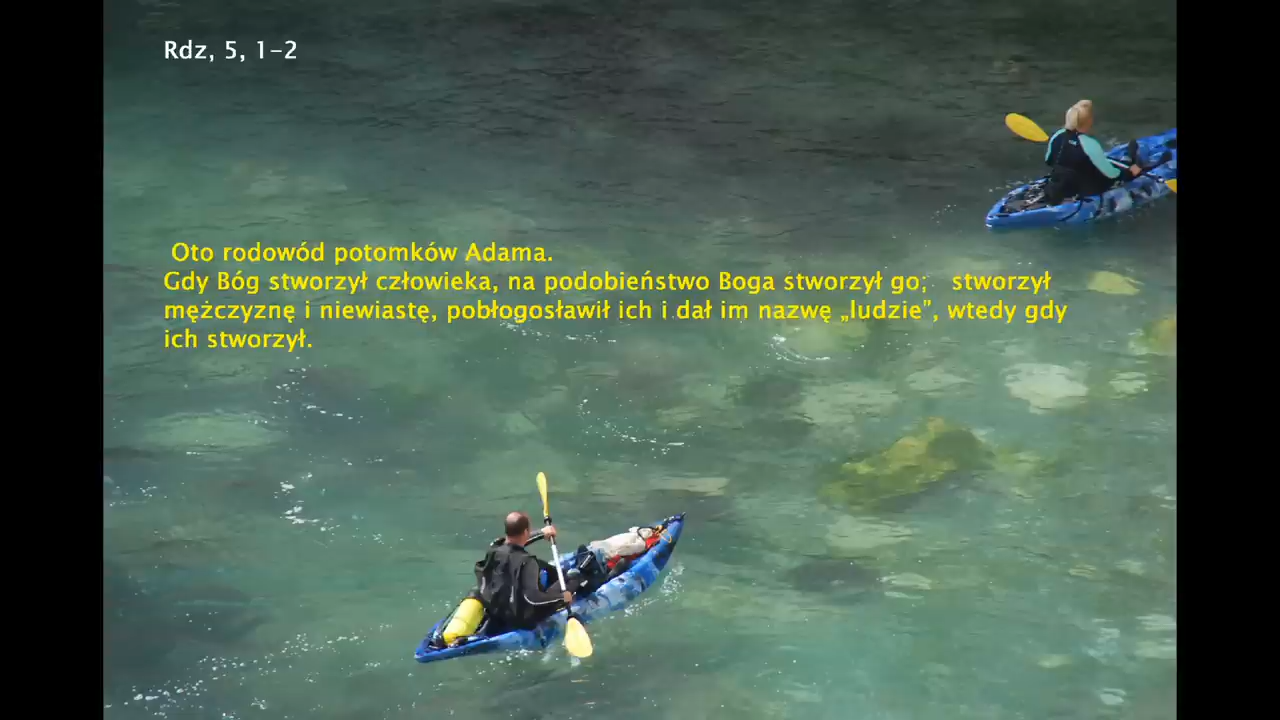 Rdz, 5, 1-2
Oto rodowód potomków Adama.
Gdy Bóg stworzył człowieka, na podobieństwo Boga stworzył go; stworzył
mężczyznę i niewiastę, pobłogosławił ich i dał im nazwę „ludzie”, wtedy gdy
ich stworzył.